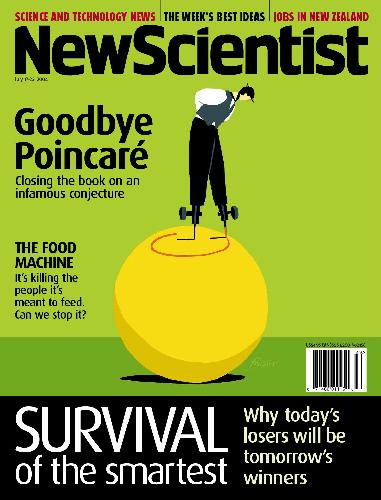 SCIENCE AND TECHNOLOGY NEWS | THE WEEK'S BEST IDEAS | JOBS IN NEW ZEALAND
NewScientist
Goodbye
Poincaré
Closing the book on an
infamous conjecture
THE FOOD
MACHINE
It's killing the
people it's
meant to feed.
Can we stop it?
SURVIVAL
of the smartest
Why today's
losers will be
tomorrow's
winners